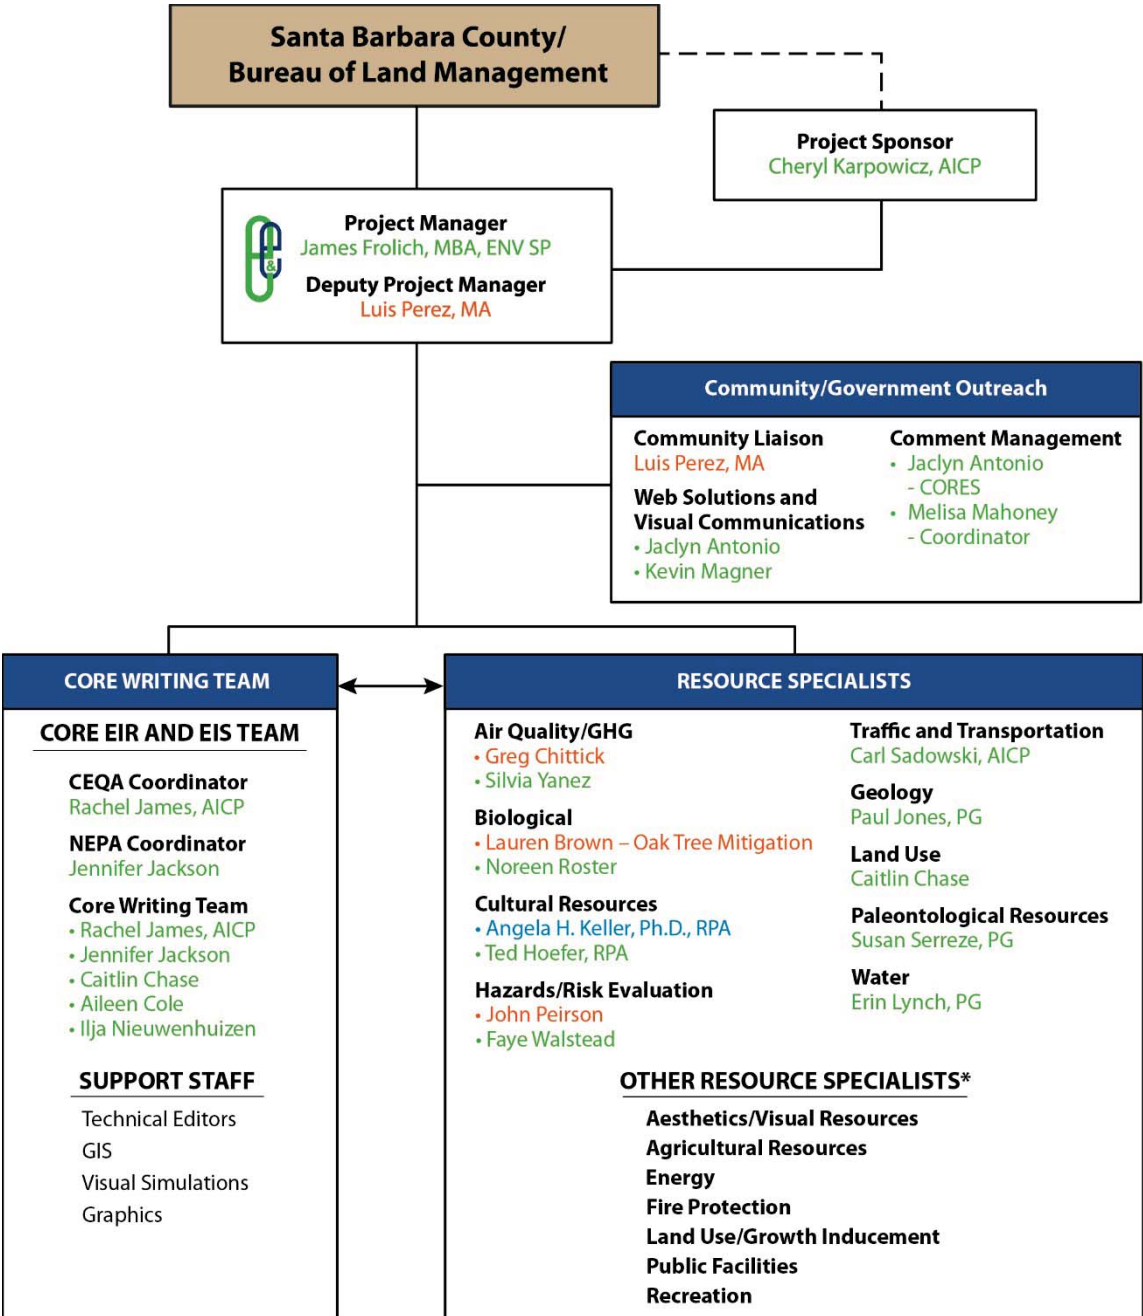 Santa Barbara County/
Bureau of Land Management
Project Sponsor
Cheryl Karpowicz, AICP
E & E
Project Manager
James Frolich, MBA, ENV SP
Deputy Project Manager
Luis Perez, MA
Community/Government Outreach
Community Liaison
Luis Perez, MA
Web Solutions and
Visual Communications
• Jaclyn Antonio
• Kevin Magner
Comment Management
• Jaclyn Antonio
- CORES
• Melisa Mahoney
- Coordinator
CORE WRITING TEAM
CORE EIR AND EIS TEAM
CEQA Coordinator
Rachel James, AICP
NEPA Coordinator
Jennifer Jackson
Core Writing Team
• Rachel James, AICP
• Jennifer Jackson
• Caitlin Chase
• Aileen Cole
• Ilja Nieuwenhuizen
SUPPORT STAFF
Technical Editors
GIS
Visual Simulations
Graphics
RESOURCE SPECIALISTS
Air Quality/GHG
• Greg Chittick
• Silvia Yanez
Biological
• Lauren Brown – Oak Tree Mitigation
• Noreen Roster
Cultural Resources
• Angela H. Keller, Ph.D., RPA
• Ted Hoefer, RPA
Hazards/Risk Evaluation
• John Peirson
• Faye Walstead
Traffic and Transportation
Carl Sadowski, AICP
Geology
Paul Jones, PG
Land Use
Caitlin Chase
Paleontological Resources
Susan Serreze, PG
Water
Erin Lynch, PG
OTHER RESOURCE SPECIALISTS*
Aesthetics/Visual Resources
Agricultural Resources
Energy
Fire Protection
Land Use/Growth Inducement
Public Facilities
Recreation